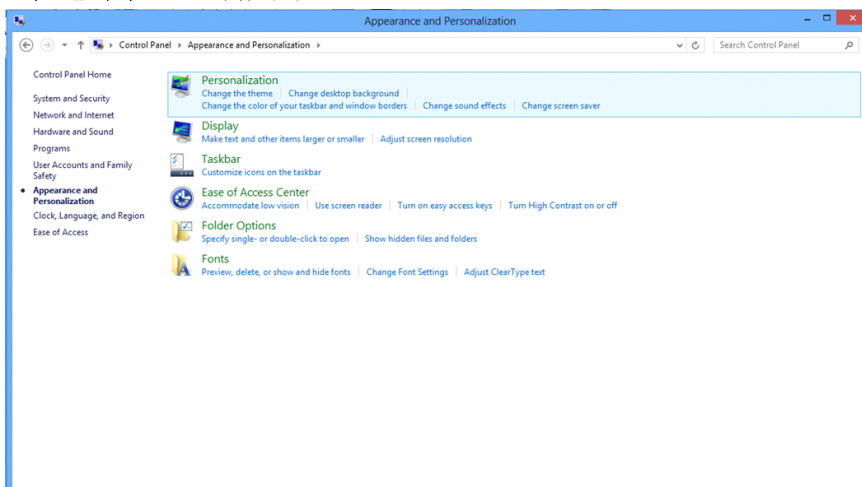 Appearance and Personalization
Control Panel Appearance and Personalization
Search Control Panel
Control Panel Home
System and Security
Network and Internet
Hardware and Sound
Programs
User Accounts and Family
Safety
Appearance and
Personalization
Clock, Language, and Region
Ease of Access
Personalization
Change the theme Change desktop background
Change the color of your taskbar and window borders Change sound effects Change screen saver
Display
Make text and other items larger or smaller Adjust screen resolution
Taskbar
Customize icons on the taskbar
Ease of Access Center
Accommodate low vision Use screen reader Turn on easy access keys Turn High Contrast on or off
Folder Options
Specify single- or double-click to open Show hidden files and folders
Fonts
Preview, delete, or show and hide fonts Change Font Settings Adjust ClearType text